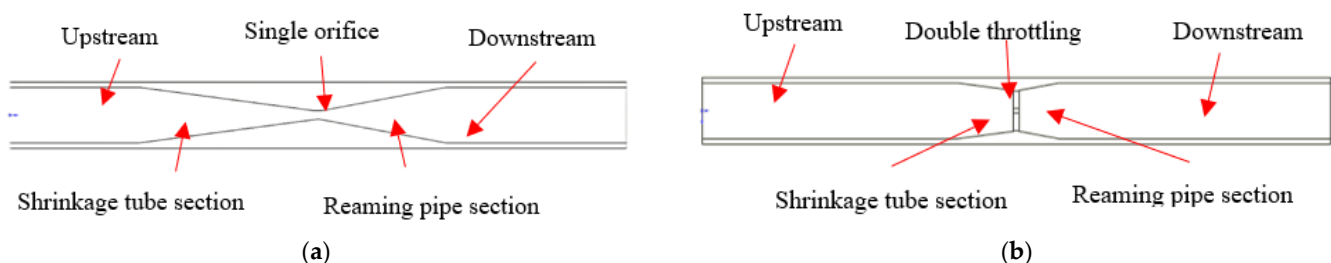 Upstream
Single orifice
Downstream
Shrinkage tube section
Reaming pipe section
(a)
Upstream
Double throttling
Downstream
Shrinkage tube section
Reaming pipe section
(b)